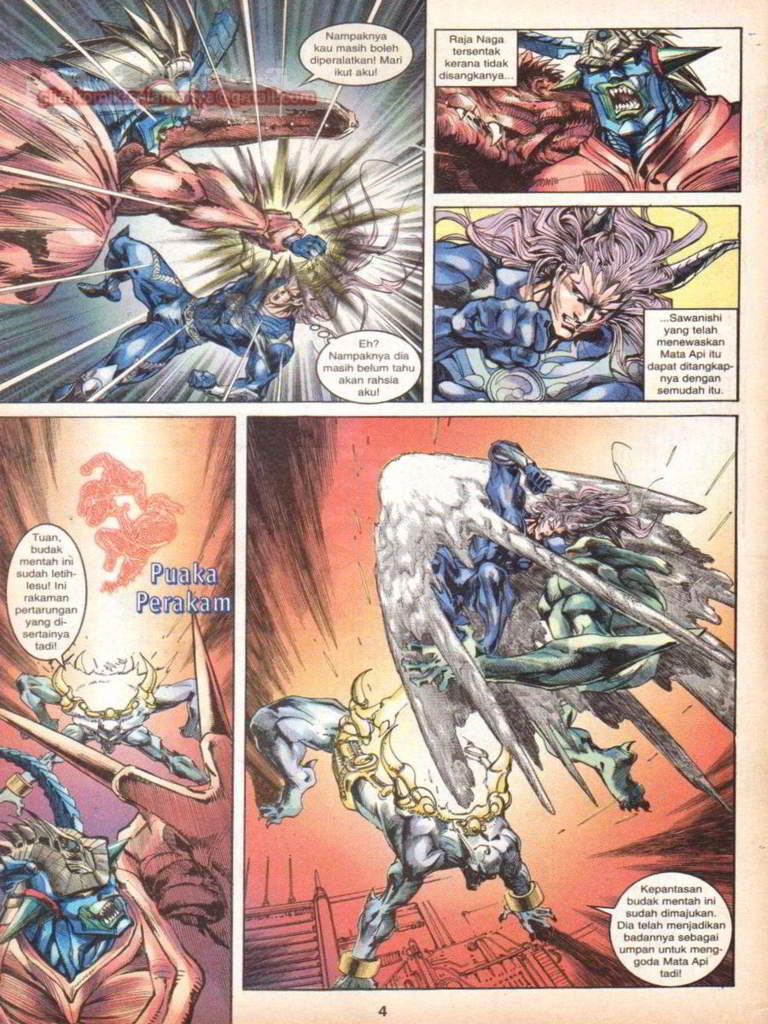 Nampaknya
kau masih boleh
diperalatkan! Mari
ikut aku!
Eh?
Nampaknya dia
masih belum tahu
akan rahsia
aku!
Raja Naga
tersentak
kerana tidak
disangkanya...
...Sawanishi
yang telah
menewaskan
Mata Api itu
dapat ditangkap-
nya dengan
semudah itu.
Tuan,
budak
mentah ini
sudah letih-
lesu! Ini
rakaman
pertarungan
yang di-
sertainya
tadi!
Puaka
Perakam
Kepantasan
budak mentah ini
sudah dimajukan.
Dia telah menjadikan
badannya sebagai
umpan untuk meng-
goda Mata Api
tadi!
4